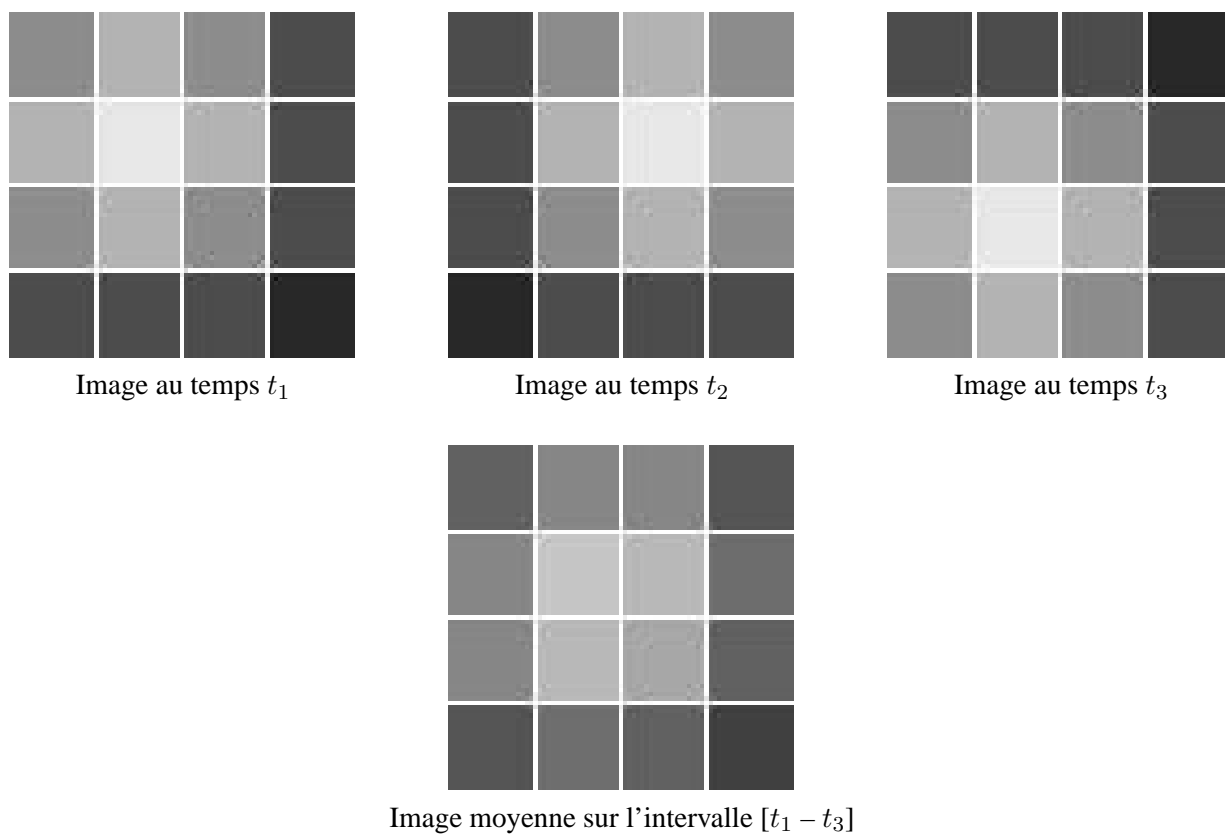 Image au temps t₁
Image au temps t₂
Image au temps t₃
Image moyenne sur l'intervalle [t₁ – t₃]